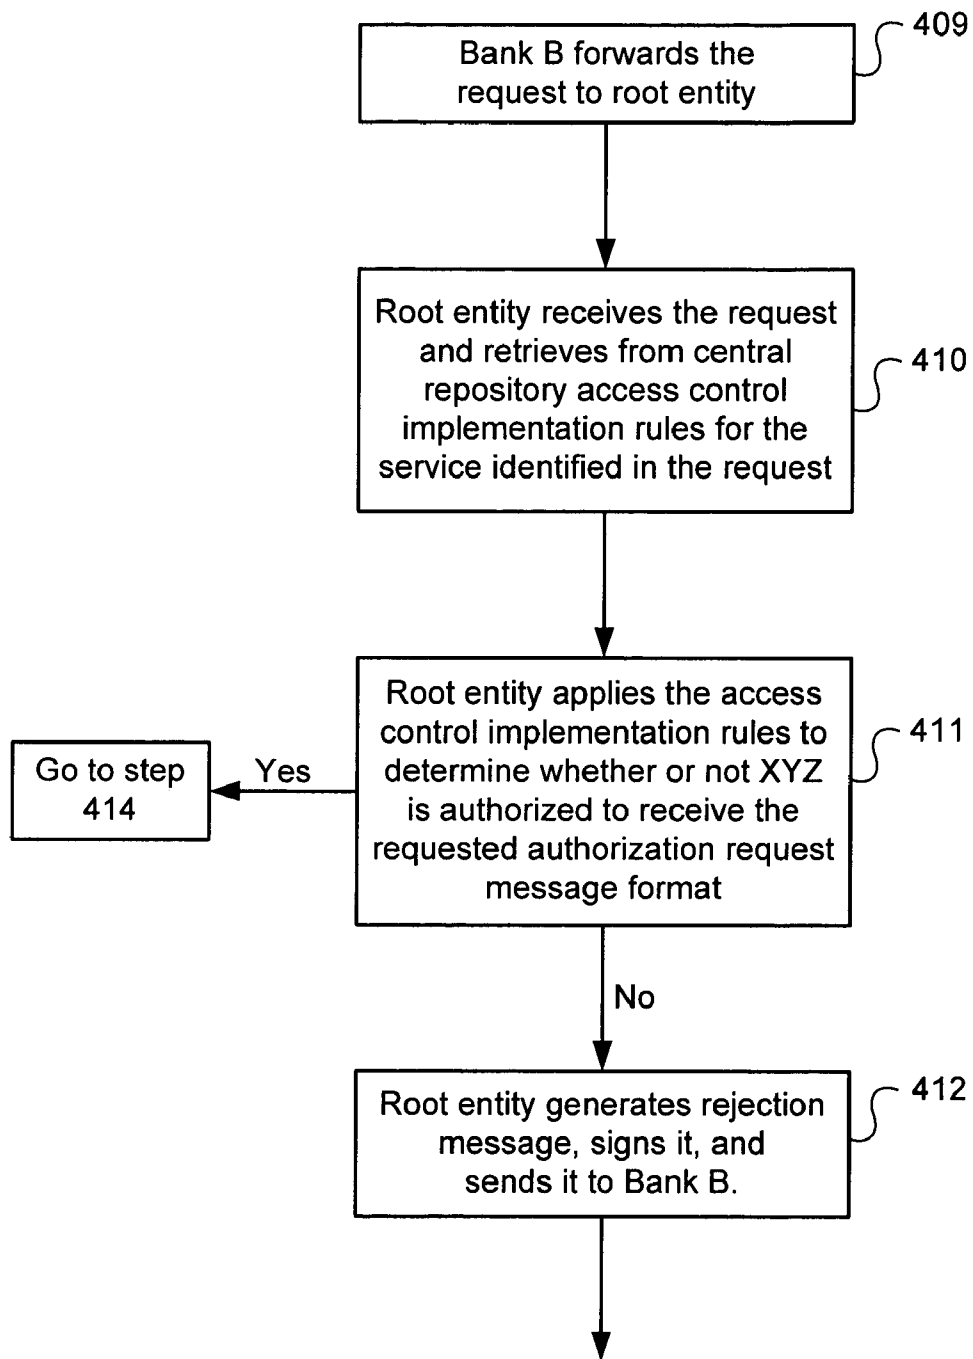 409
Bank B forwards the
request to root entity
Root entity receives the request
and retrieves from central
repository access control
implementation rules for the
service identified in the request
410
Root entity applies the access
control implementation rules to
determine whether or not XYZ
is authorized to receive the
requested authorization request
message format
411
Yes
Go to step
414
No
412
Root entity generates rejection
message, signs it, and
sends it to Bank B.